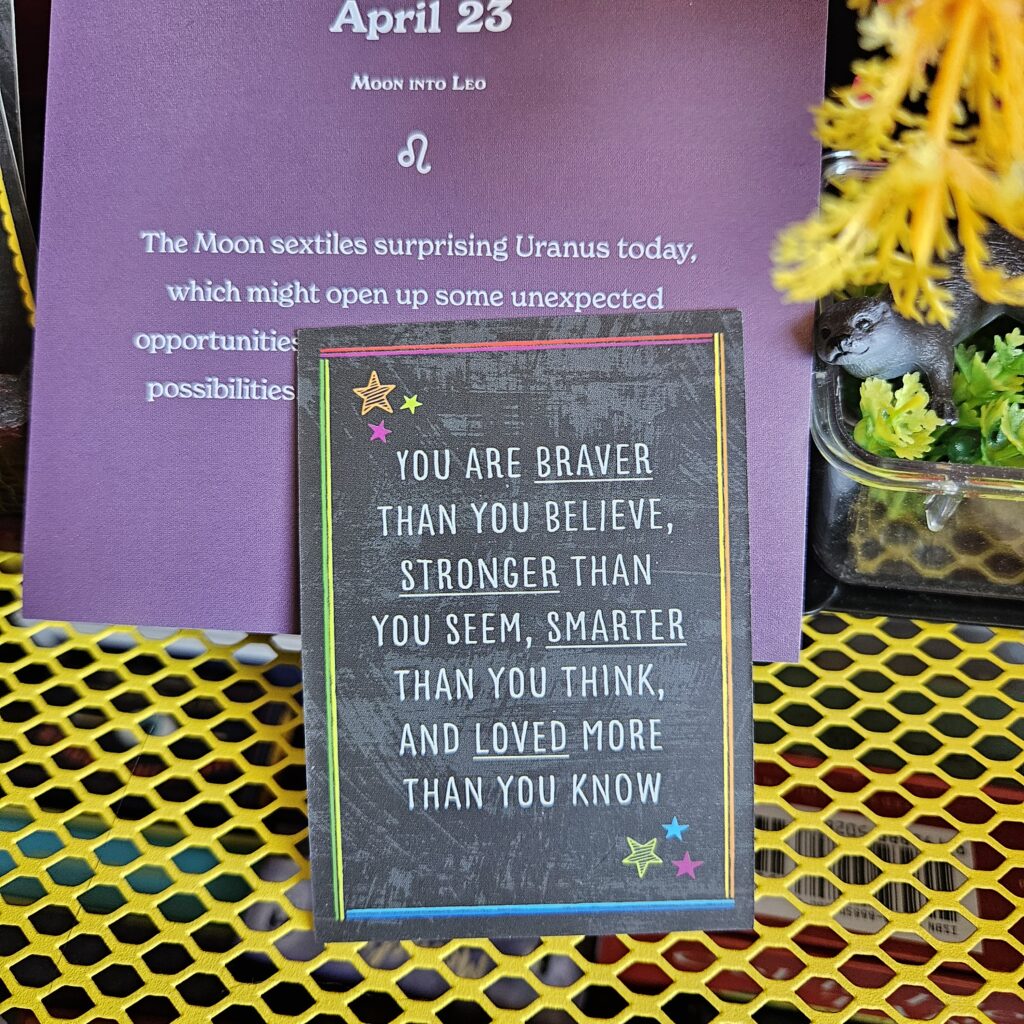 April 23
Moon into Leo
The Moon sextiles surprising Uranus today,
which might open up some unexpected
opportunities
possibilities
YOU ARE BRAVER
THAN YOU BELIEVE,
STRONGER THAN
YOU SEEM, SMARTER
THAN YOU THINK,
AND LOVED MORE
THAN YOU KNOW
ISBN